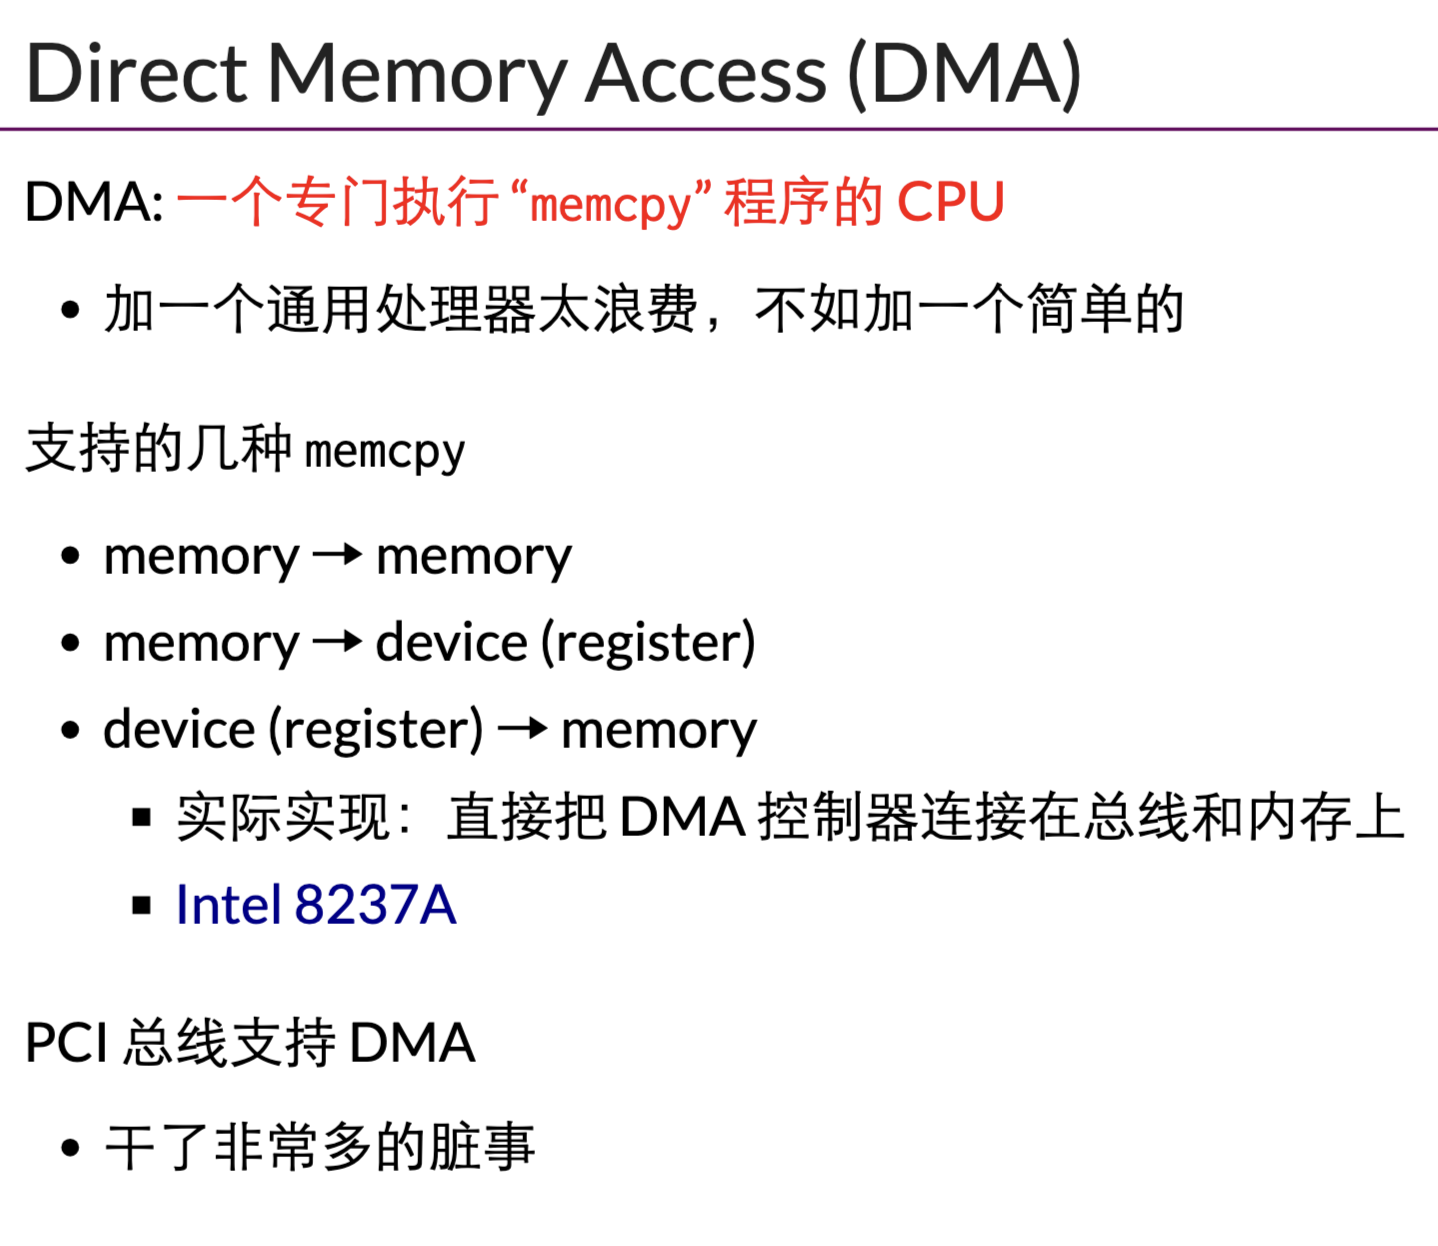 Direct Memory Access (DMA)
DMA: 一个专门执行 “memcpy” 程序的 CPU
• 加一个通用处理器太浪费，不如加一个简单的
支持的几种 memcpy
• memory → memory
• memory → device (register)
• device (register) → memory
▪ 实际实现：直接把 DMA 控制器连接在总线和内存上
▪ Intel 8237A
PCI 总线支持 DMA
• 干了非常多的脏事